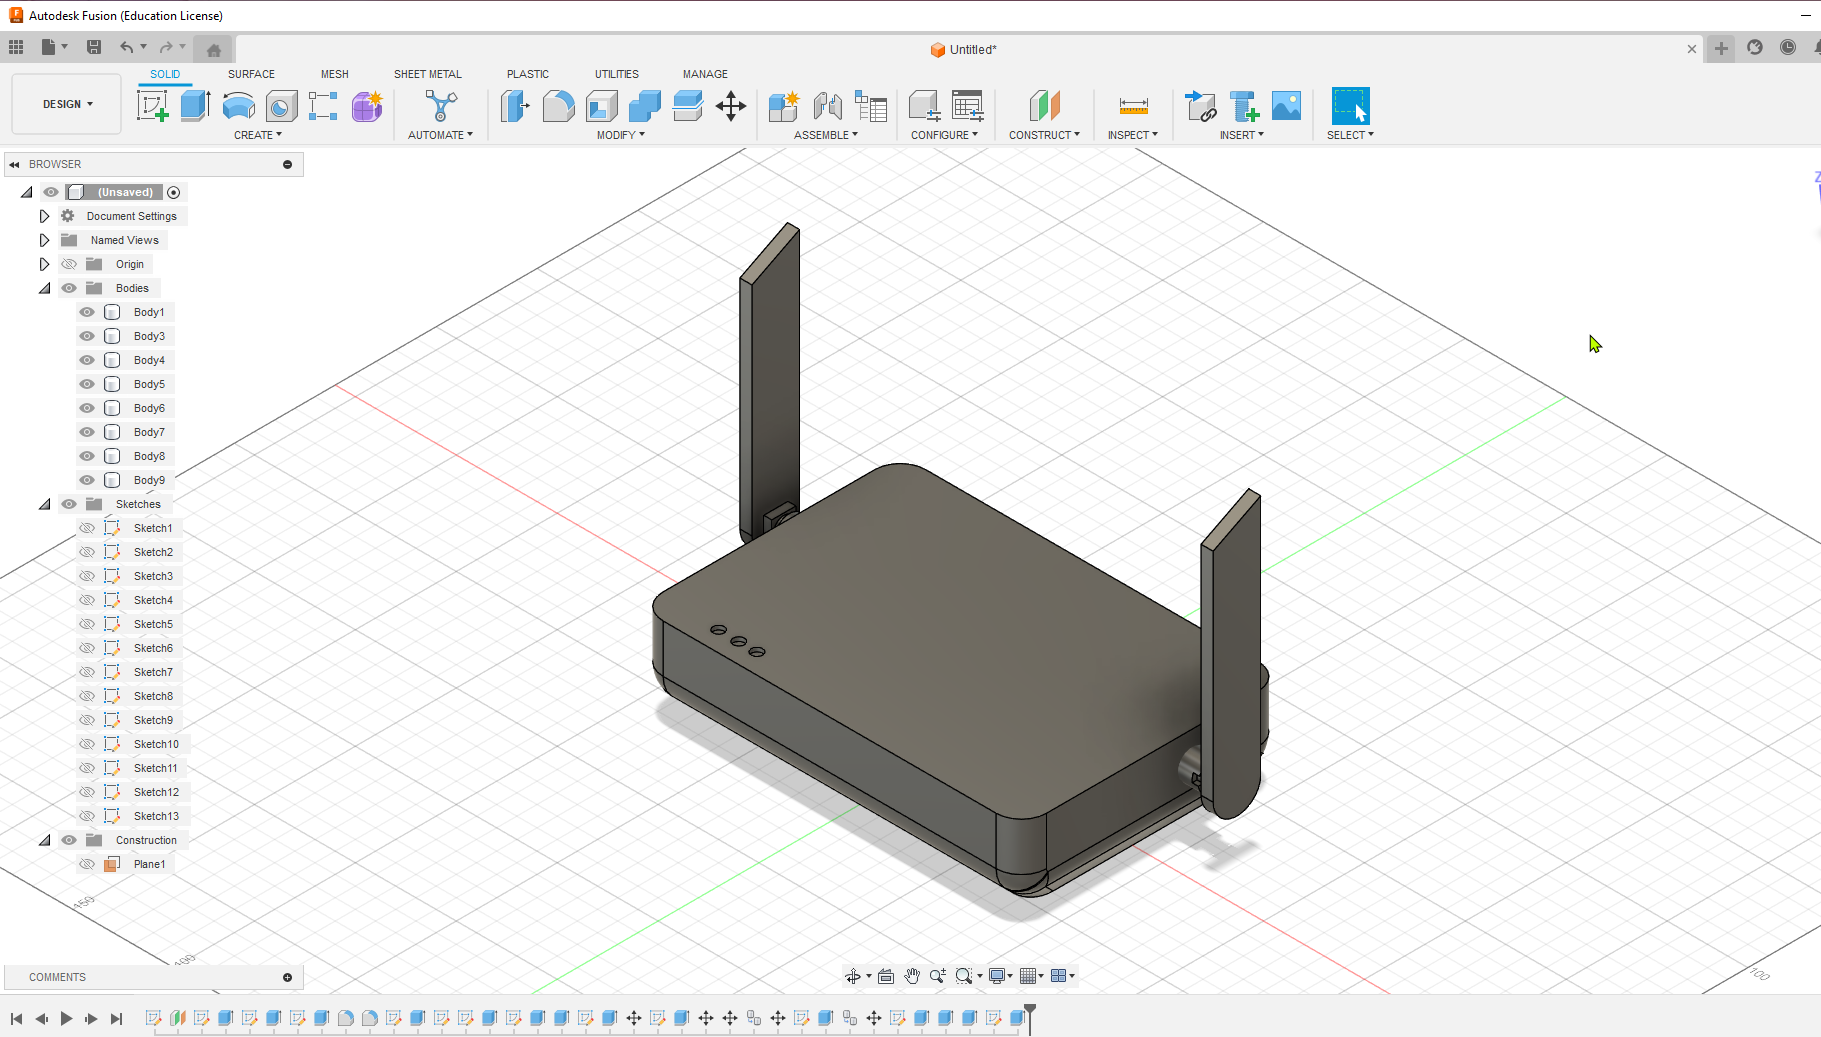 Autodesk Fusion (Education License)
Untitled*
SOLID SURFACE MESH SHEET METAL PLASTIC UTILITIES MANAGE
DESIGN
CREATE AUTOMATE MODIFY ASSEMBLE CONFIGURE CONSTRUCT INSPECT INSERT SELECT
BROWSER
(Unsaved)
Document Settings
Named Views
Origin
Bodies
Body1
Body3
Body4
Body5
Body6
Body7
Body8
Body9
Sketches
Sketch1
Sketch2
Sketch3
Sketch4
Sketch5
Sketch6
Sketch7
Sketch8
Sketch9
Sketch10
Sketch11
Sketch12
Sketch13
Construction
Plane1
Z
150
100
100
COMMENTS